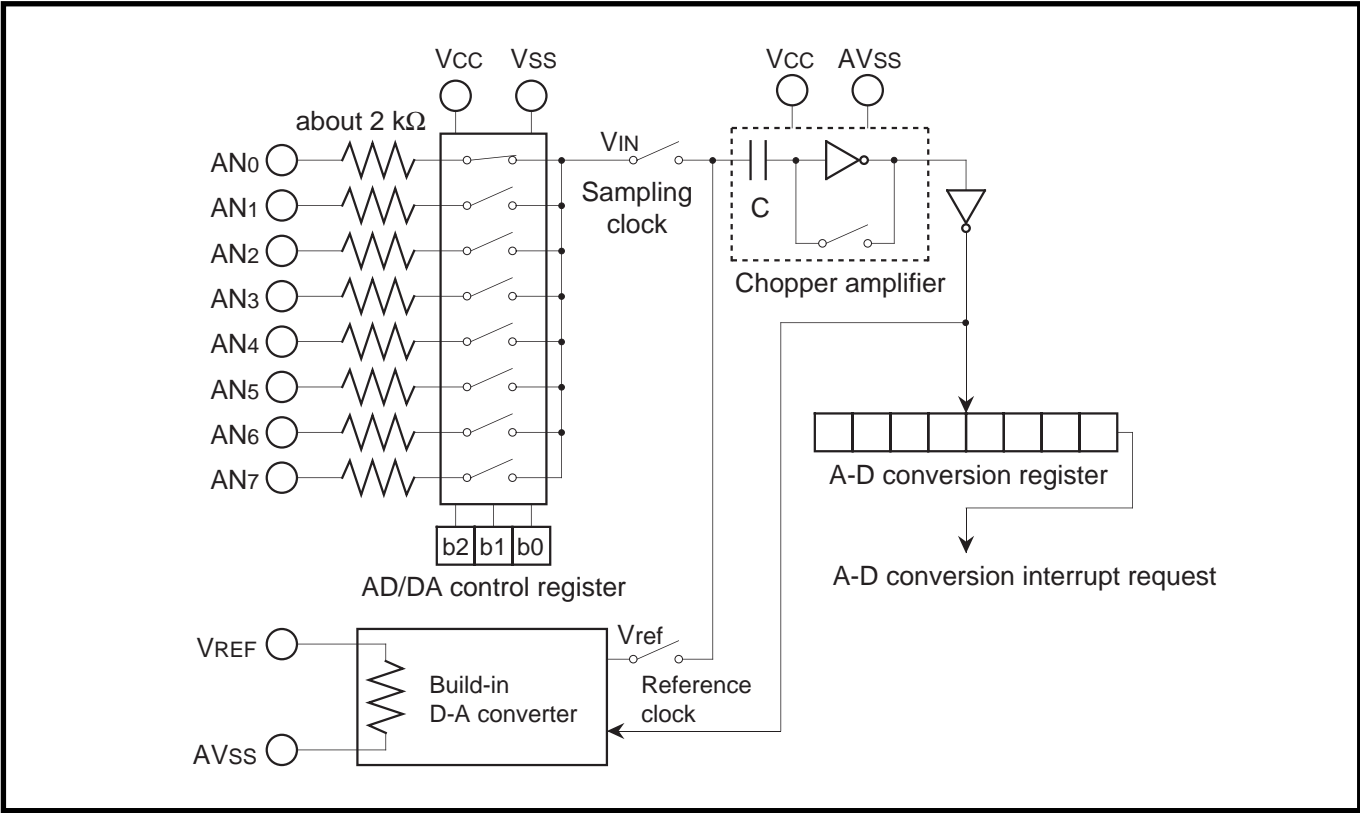 VCC VSS
VCC AVSS
about 2 kΩ
AN0
AN1
AN2
AN3
AN4
AN5
AN6
AN7
VIN
Sampling
clock
C
Chopper amplifier
b2 b1 b0
AD/DA control register
A-D conversion register
A-D conversion interrupt request
VREF
AVSS
Build-in
D-A converter
Vref
Reference
clock